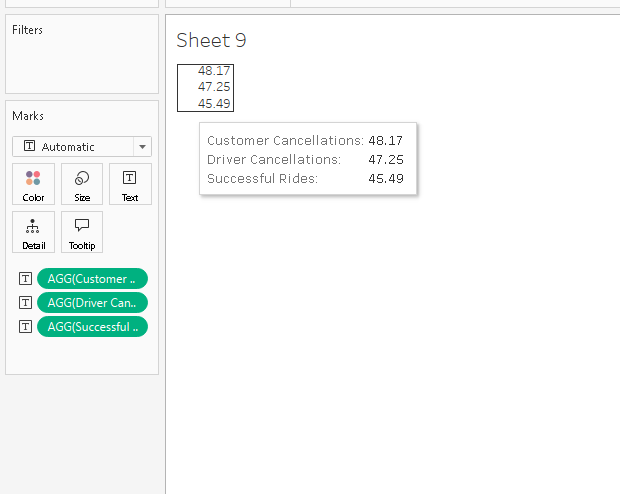 Filters
Marks
Automatic
Color Size Text
Detail Tooltip
AGG(Customer ..
AGG(Driver Can..
AGG(Successful ..
Sheet 9
48.17
47.25
45.49
Customer Cancellations: 48.17
Driver Cancellations: 47.25
Successful Rides: 45.49